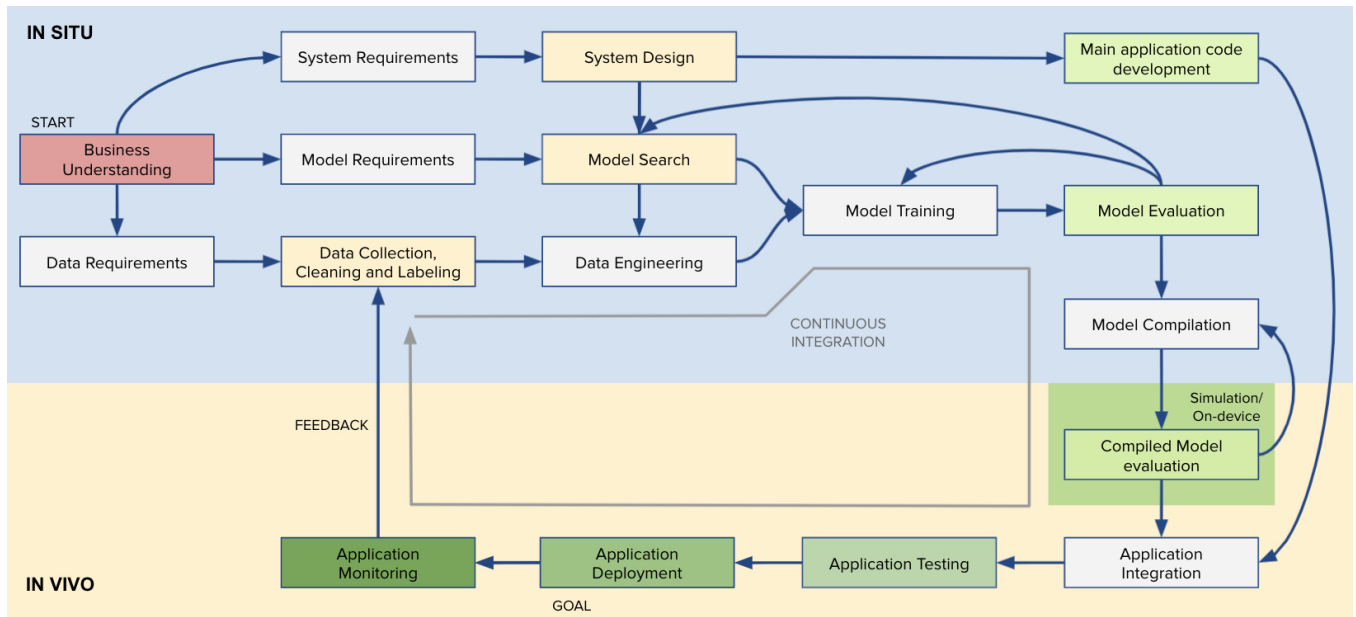 IN SITU
System Requirements
System Design
Main application code
development
START
Business
Understanding
Model Requirements
Model Search
Model Training
Model Evaluation
Data Requirements
Data Collection,
Cleaning and Labeling
Data Engineering
CONTINUOUS
INTEGRATION
Model Compilation
Simulation/
On-device
FEEDBACK
Compiled Model
evaluation
Application
Monitoring
Application
Deployment
Application Testing
Application
Integration
IN VIVO
GOAL